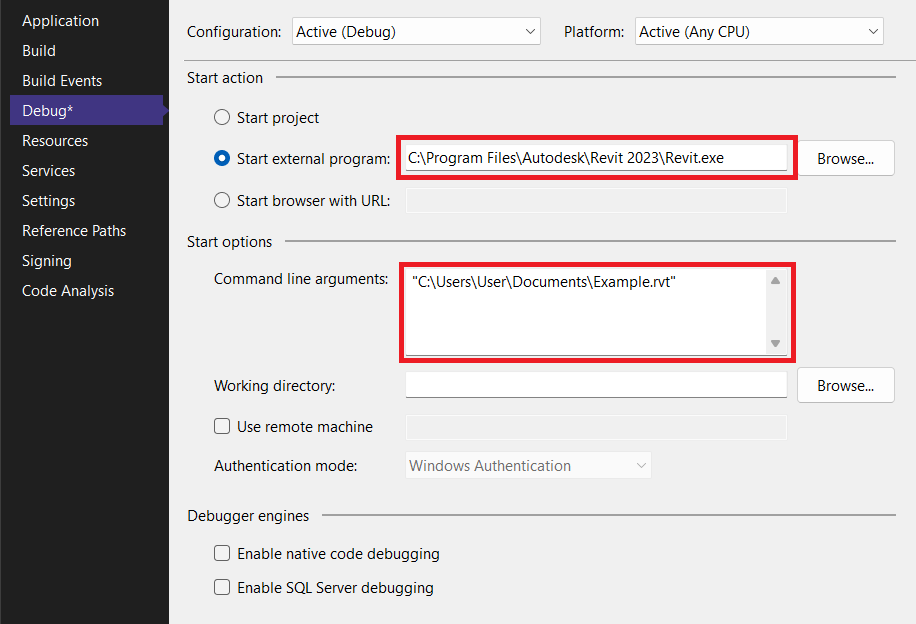 Application
Build
Build Events
Debug*
Resources
Services
Settings
Reference Paths
Signing
Code Analysis
Configuration: Active (Debug) Platform: Active (Any CPU)
Start action
Start project
Start external program: C:\Program Files\Autodesk\Revit 2023\Revit.exe Browse...
Start browser with URL:
Start options
Command line arguments: "C:\Users\User\Documents\Example.rvt"
Working directory: Browse...
Use remote machine
Authentication mode: Windows Authentication
Debugger engines
Enable native code debugging
Enable SQL Server debugging